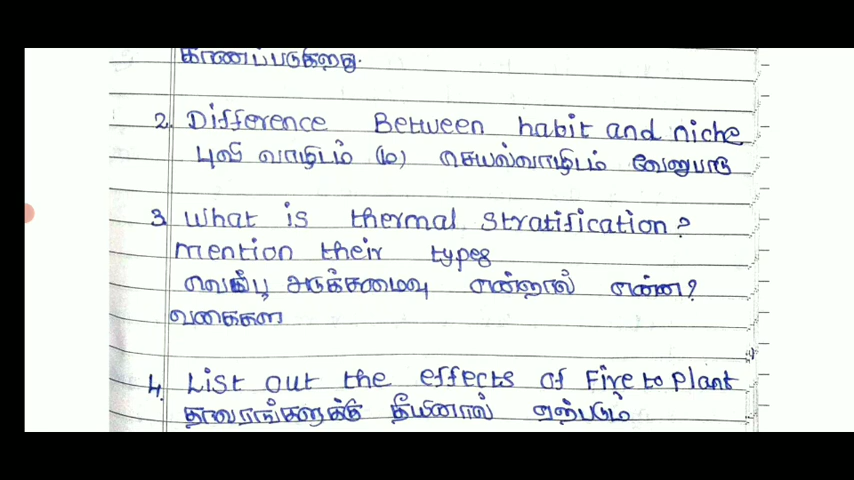 காணப்படுகிறது.
2. Difference Between habit and niche
புவி வாழிடம் (ம) செயல்வாழிடம் வேறுபாடு
3 What is thermal stratification?
mention their types
வெப்ப அடுக்கமைவு என்றால் என்ன?
வகைகள
4. List out the effects of Fire to plant
தாவரங்களுக்கு தீயினால் ஏற்படும்